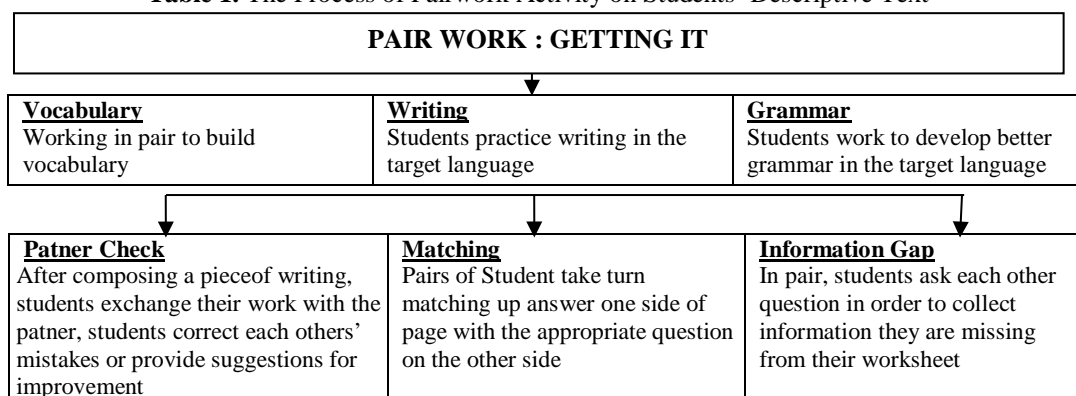 Table 1. The Process of Pairwork Activity on Students' Descriptive Text
PAIR WORK : GETTING IT
Vocabulary
Working in pair to build
vocabulary
Writing
Students practice writing in the
target language
Grammar
Students work to develop better
grammar in the target language
Patner Check
After composing a pieceof writing,
students exchange their work with the
patner, students correct each others’
mistakes or provide suggestions for
improvement
Matching
Pairs of Student take turn
matching up answer one side of
page with the appropriate question
on the other side
Information Gap
In pair, students ask each other
question in order to collect
information they are missing
from their worksheet